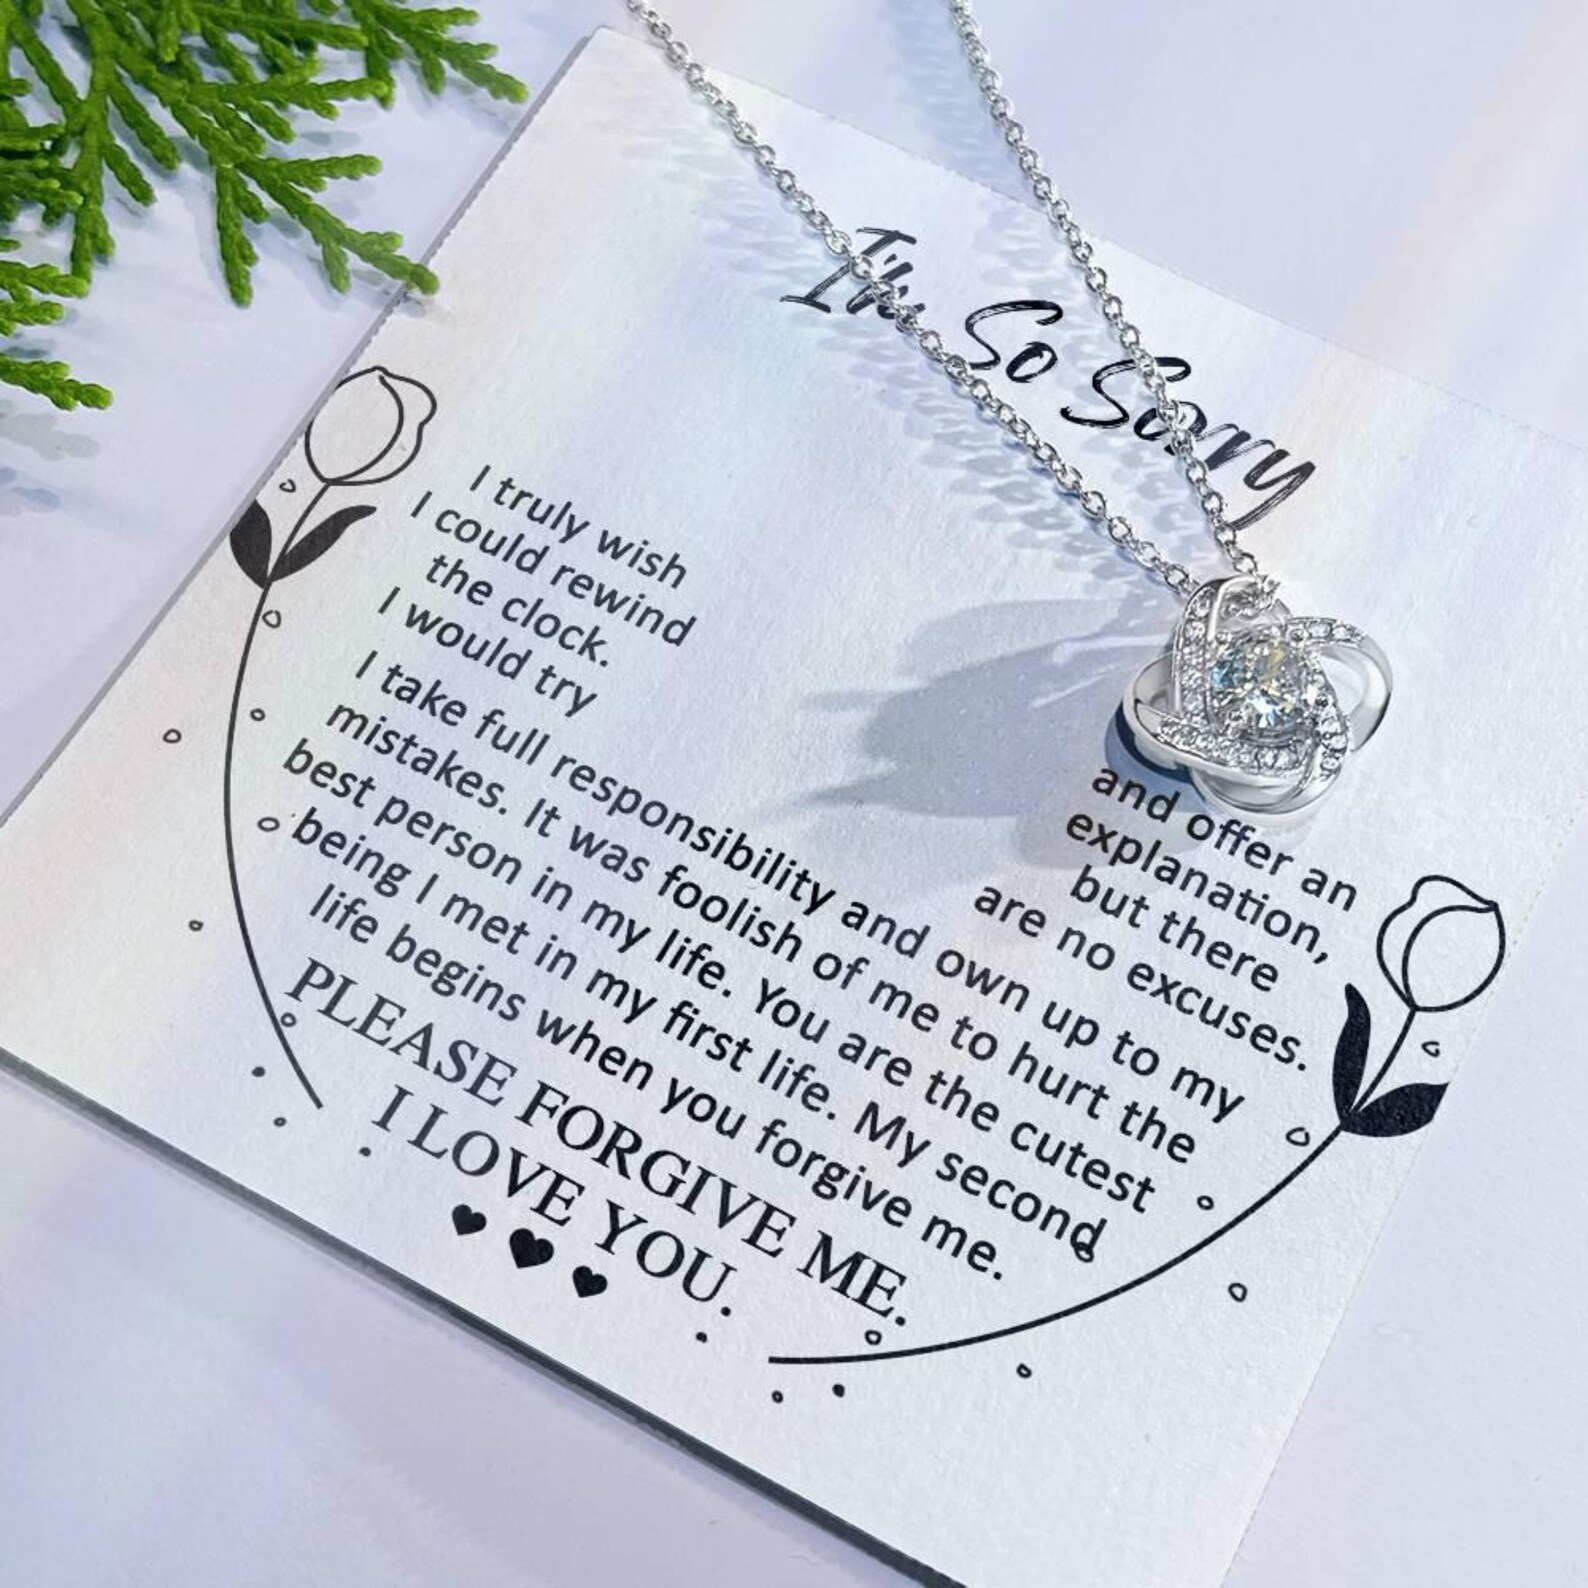 I'm So Sorry
I truly wish
I could rewind
the clock.
I would try
and offer an
explanation,
but there
are no excuses.
I take full responsibility and own up to my
mistakes. It was foolish of me to hurt the
best person in my life. You are the cutest
being I met in my first life. My second
life begins when you forgive me.
PLEASE FORGIVE ME.
I LOVE YOU.